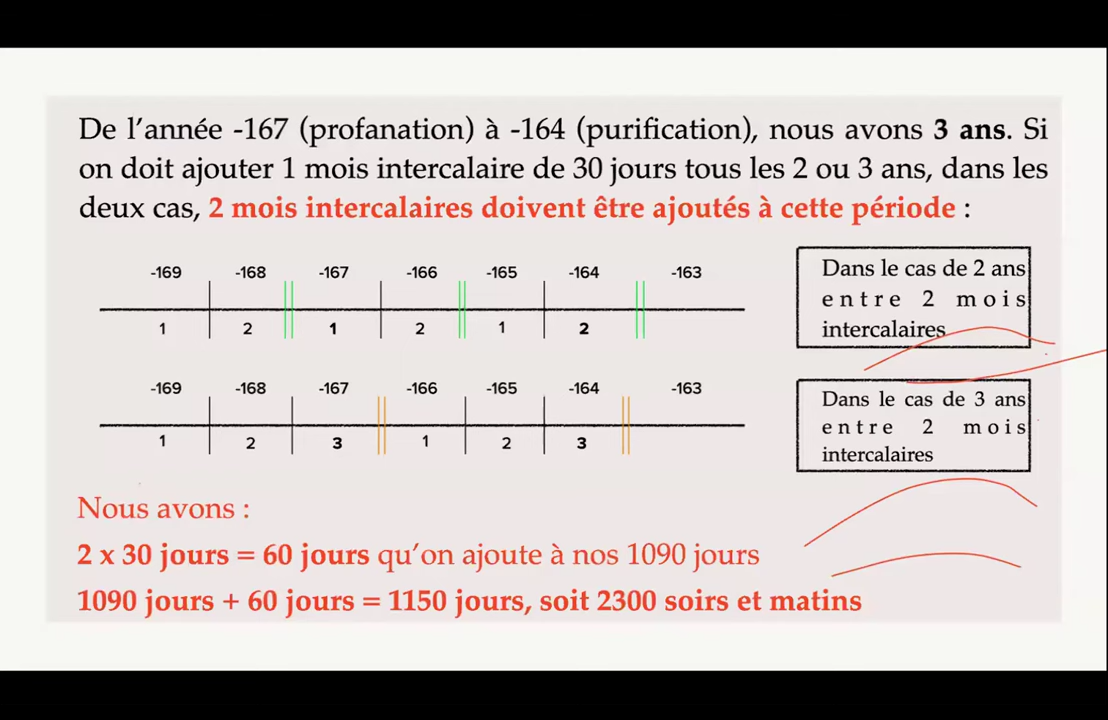 De l’année -167 (profanation) à -164 (purification), nous avons 3 ans. Si
on doit ajouter 1 mois intercalaire de 30 jours tous les 2 ou 3 ans, dans les
deux cas, 2 mois intercalaires doivent être ajoutés à cette période :
-169 -168 -167 -166 -165 -164 -163
1 2 1 2 1 2
Dans le cas de 2 ans
entre 2 mois
intercalaires
-169 -168 -167 -166 -165 -164 -163
1 2 3 1 2 3
Dans le cas de 3 ans
entre 2 mois
intercalaires
Nous avons :
2 x 30 jours = 60 jours qu’on ajoute à nos 1090 jours
1090 jours + 60 jours = 1150 jours, soit 2300 soirs et matins